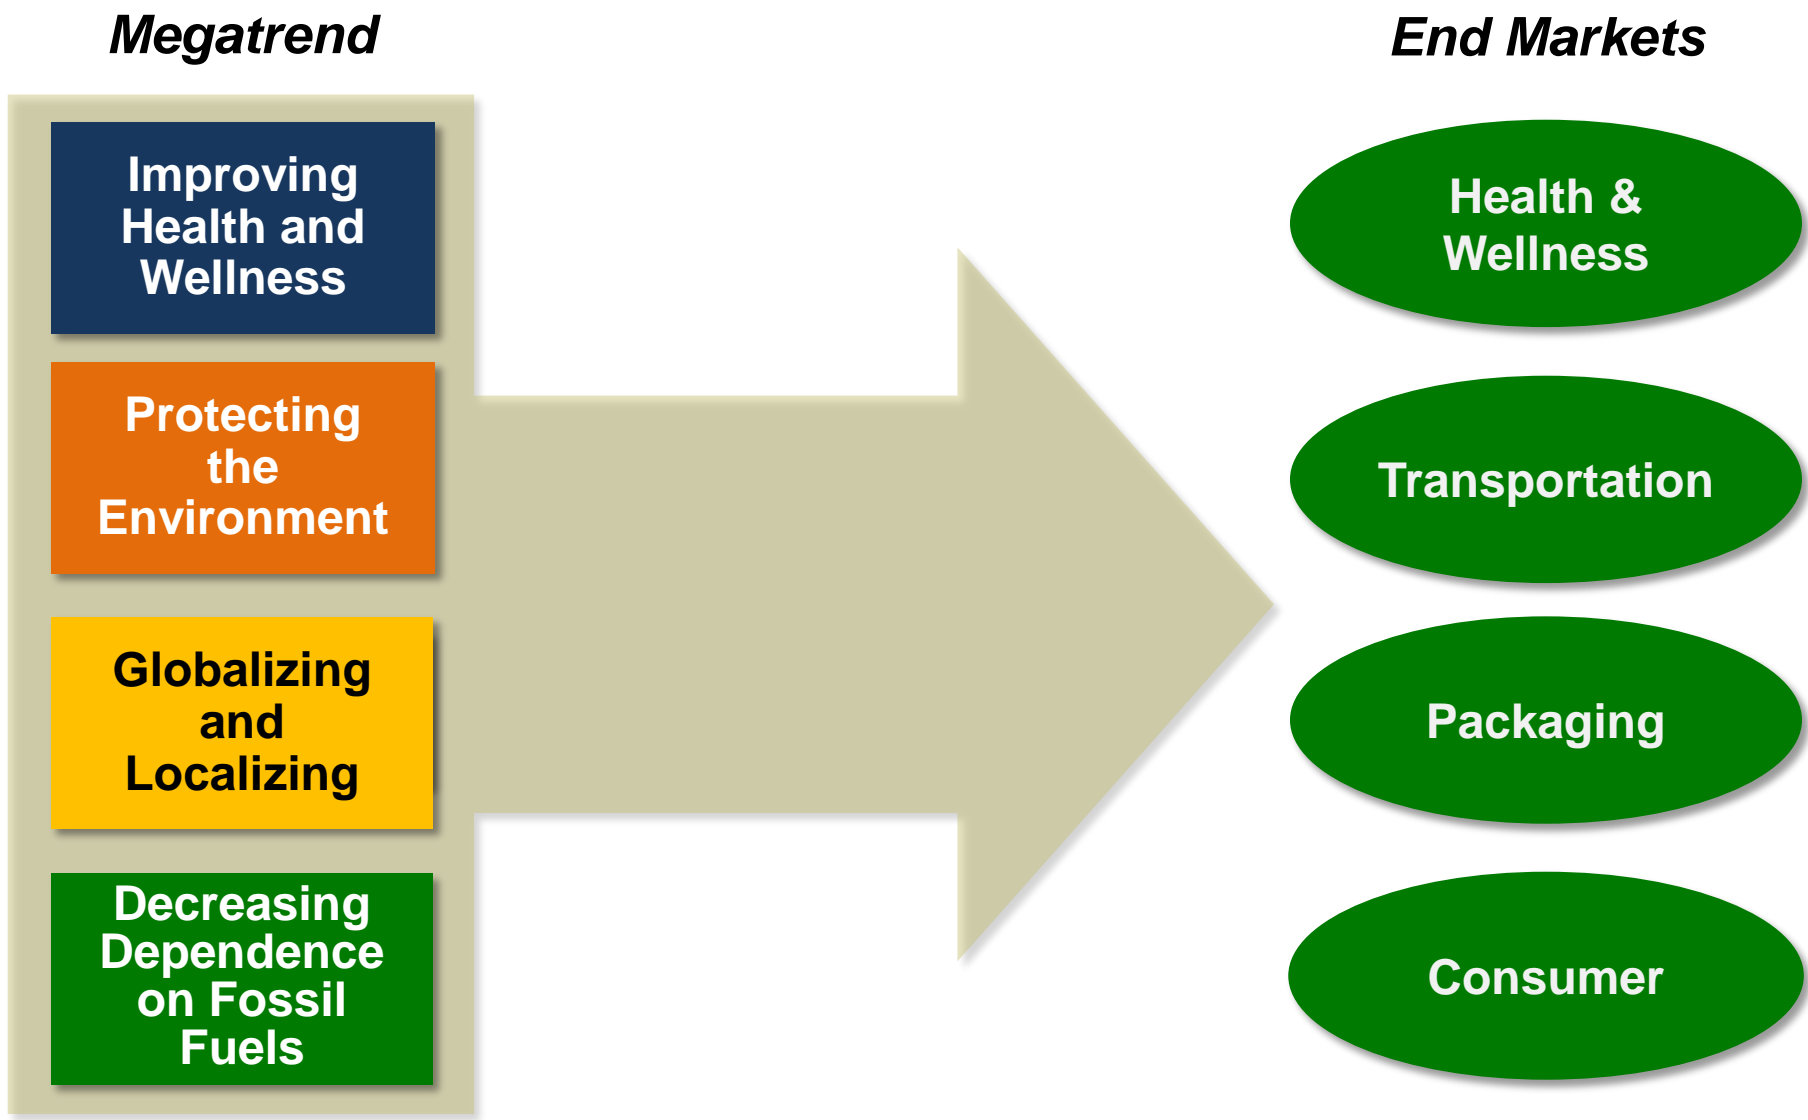 Megatrend
End Markets
Improving
Health and
Wellness
Protecting
the
Environment
Globalizing
and
Localizing
Decreasing
Dependence
on Fossil
Fuels
Health &
Wellness
Transportation
Packaging
Consumer